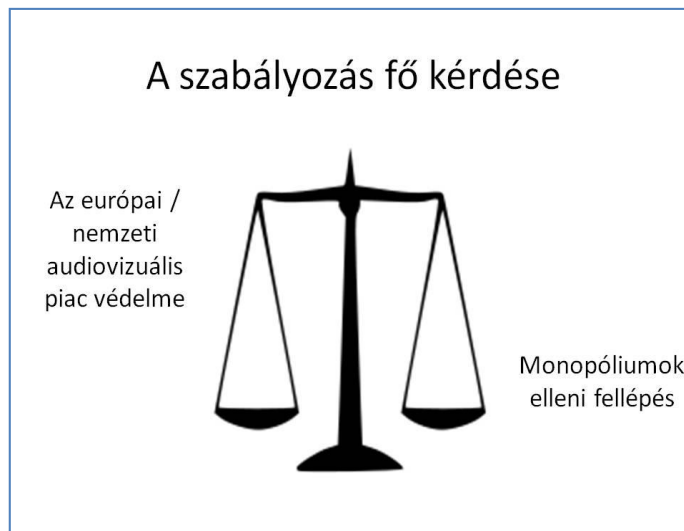 A szabályozás fő kérdése
Az európai /
nemzeti
audiovizuális
piac védelme
Monopóliumok
elleni fellépés